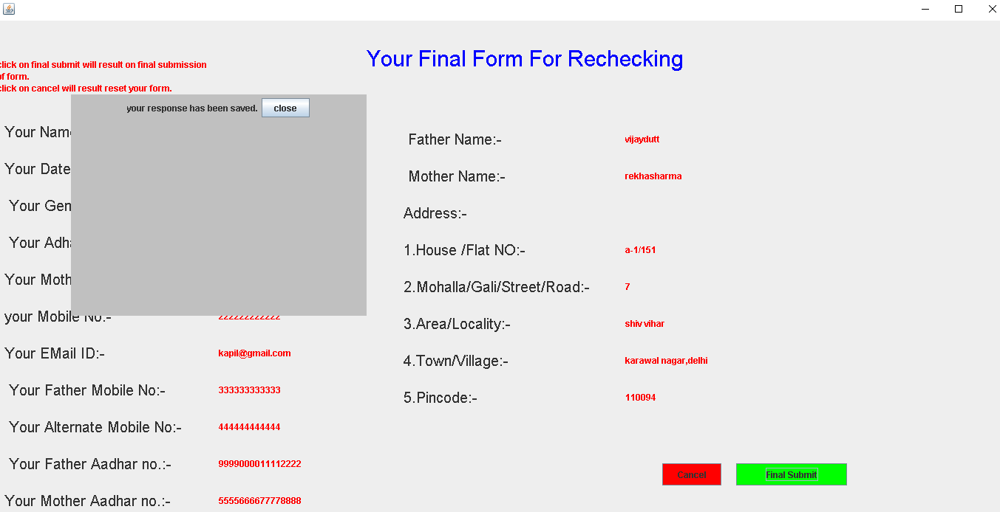 Your Final Form For Rechecking
click on final submit will result on final submission
of form.
click on cancel will result reset your form.
your response has been saved. close
Your Name
Your Date
Your Gen
Your Adha
Your Moth
your Mobile No:- 222222222222
Your EMail ID:- kapil@gmail.com
Your Father Mobile No:- 333333333333
Your Alternate Mobile No:- 444444444444
Your Father Aadhar no.:- 9999000011112222
Your Mother Aadhar no.:- 5555666677778888
Father Name:- vijaydutt
Mother Name:- rekhasharma
Address:-
1.House /Flat NO:- a-1/151
2.Mohalla/Gali/Street/Road:- 7
3.Area/Locality:- shiv vihar
4.Town/Village:- karawal nagar,delhi
5.Pincode:- 110094
Cancel Final Submit